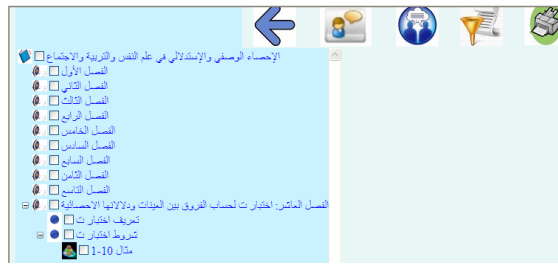 الإحصاء الوصفي والإستدلالي في علم النفس والتربية والاجتماع
الفصل الأول
الفصل الثاني
الفصل الثالث
الفصل الرابع
الفصل الخامس
الفصل السادس
الفصل السابع
الفصل الثامن
الفصل التاسع
الفصل العاشر: اختبار ت لحساب الفروق بين العينات ودلالاتها الاحصائية
تعريف اختبار ت
شروط اختبار ت
مثال 10-1